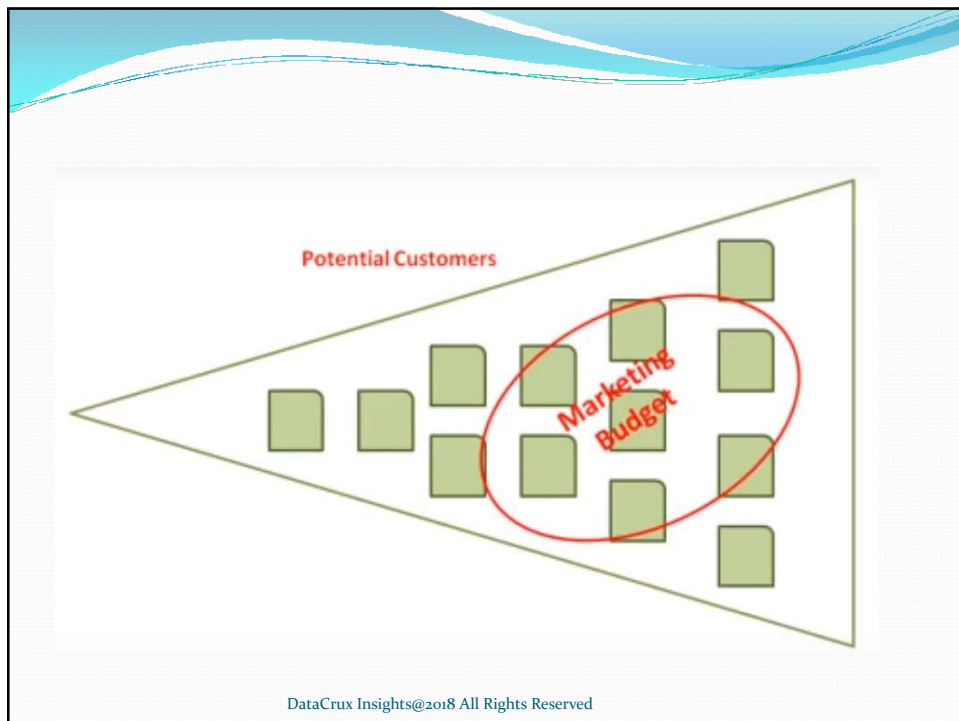 Potential Customers
Marketing
Budget
DataCrux Insights@2018 All Rights Reserved